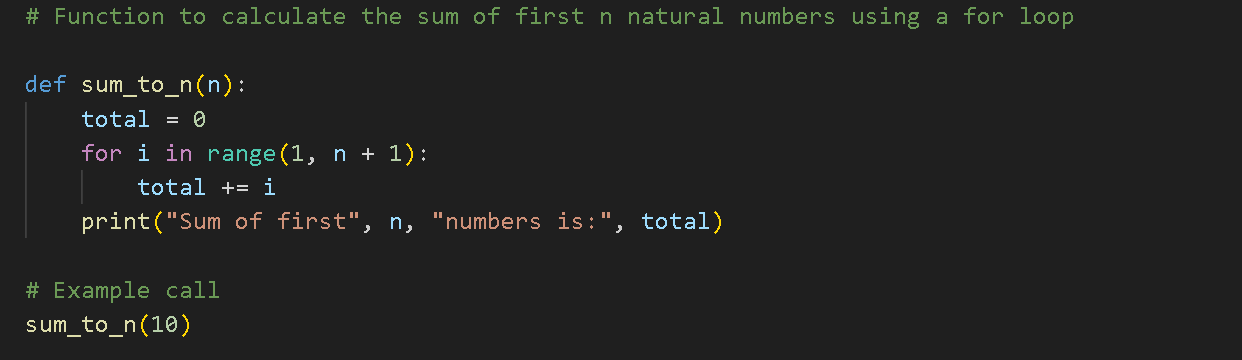 # Function to calculate the sum of first n natural numbers using a for loop
def sum_to_n(n):
    total = 0
    for i in range(1, n + 1):
        total += i
    print("Sum of first", n, "numbers is:", total)
# Example call
sum_to_n(10)